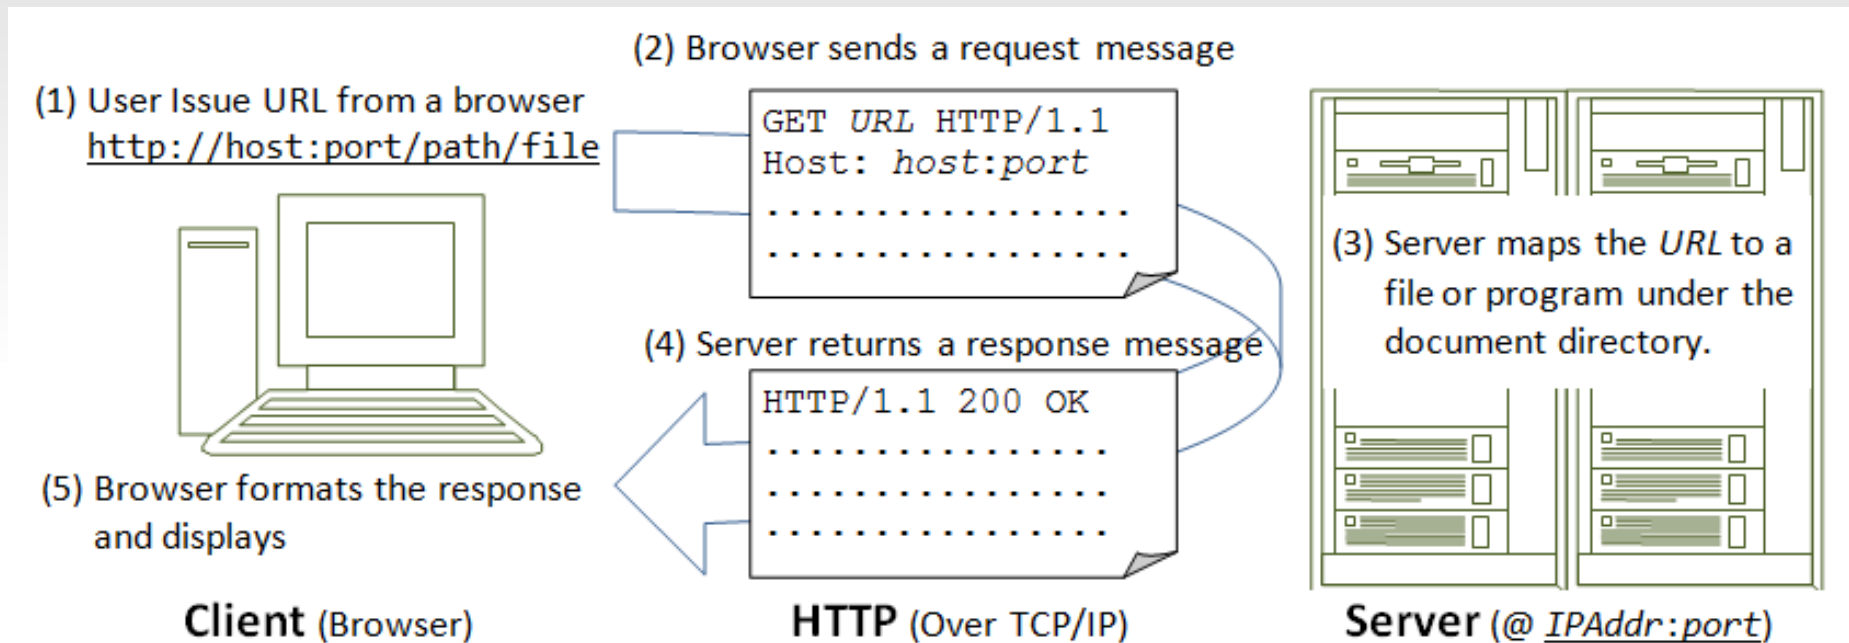 (1) User Issue URL from a browser
http://host:port/path/file
(2) Browser sends a request message
GET URL HTTP/1.1
Host: host:port
..................
..................
(3) Server maps the URL to a
file or program under the
document directory.
(4) Server returns a response message
HTTP/1.1 200 OK
.................
.................
.................
(5) Browser formats the response
and displays
Client (Browser)
HTTP (Over TCP/IP)
Server (@ IPAddr:port)